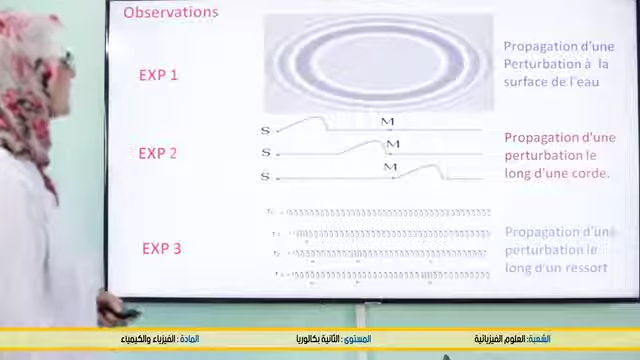 Observations
EXP 1
Propagation d'une
Perturbation à la
surface de l'eau
S
M
EXP 2
S
M
S
M
Propagation d'une
perturbation le
long d'une corde.
EXP 3
Propagation d'une
perturbation le
long d'un ressort
الشعبة: العلوم الفيزيائية
المستوى : الثانية بكالوريا
المادة: الفيزياء والكيمياء